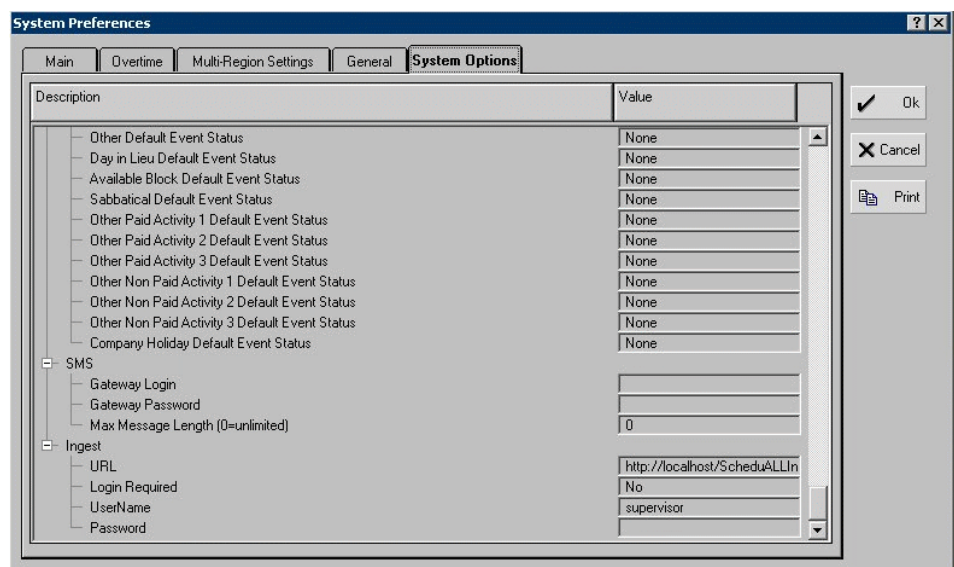 System Preferences
Main Overtime Multi-Region Settings General System Options
Description Value
Other Default Event Status None
Day in Lieu Default Event Status None
Available Block Default Event Status None
Sabbatical Default Event Status None
Other Paid Activity 1 Default Event Status None
Other Paid Activity 2 Default Event Status None
Other Paid Activity 3 Default Event Status None
Other Non Paid Activity 1 Default Event Status None
Other Non Paid Activity 2 Default Event Status None
Other Non Paid Activity 3 Default Event Status None
Company Holiday Default Event Status None
SMS
Gateway Login
Gateway Password
Max Message Length (0=unlimited) 0
Ingest
URL http://localhost/ScheduALLIn
Login Required No
UserName supervisor
Password
Ok
Cancel
Print